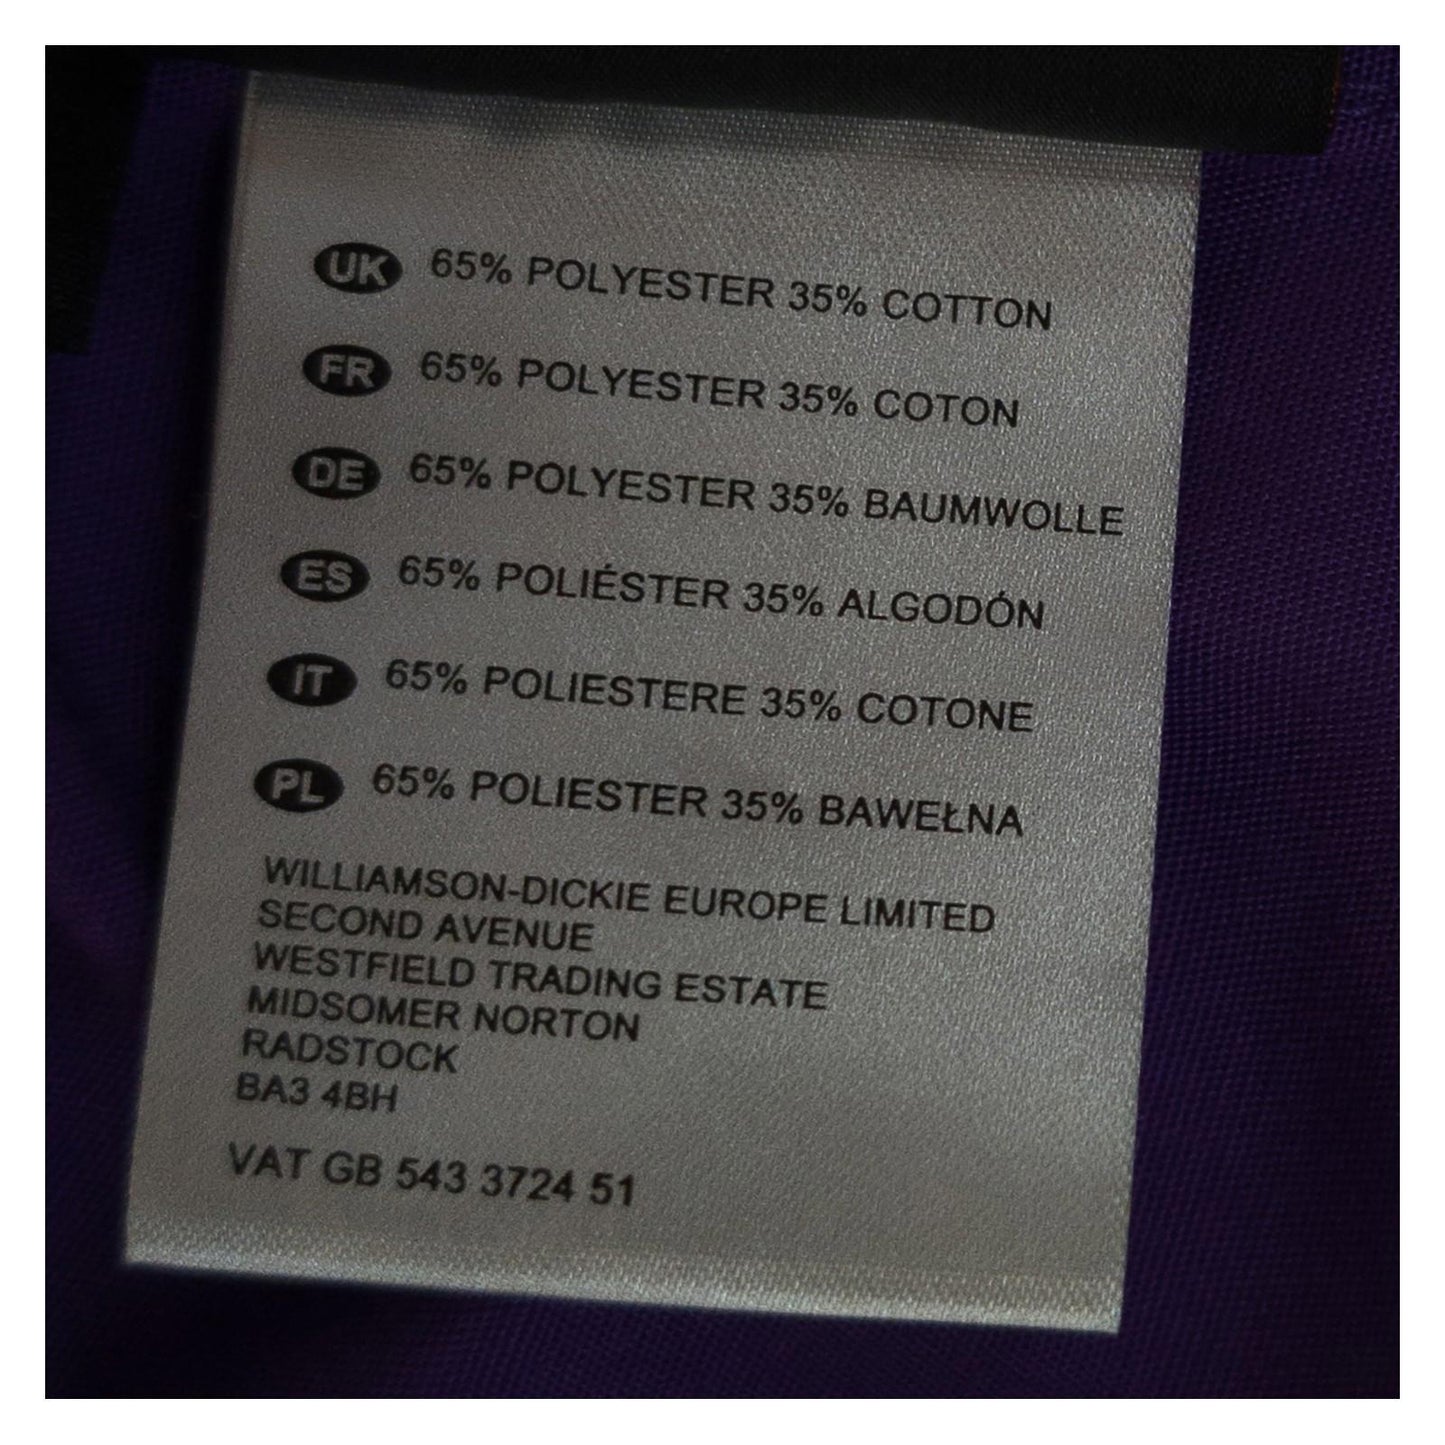 UK 65% POLYESTER 35% COTTON
FR 65% POLYESTER 35% COTON
DE 65% POLYESTER 35% BAUMWOLLE
ES 65% POLIÉSTER 35% ALGODÓN
IT 65% POLIESTERE 35% COTONE
PL 65% POLIESTER 35% BAWEŁNA
WILLIAMSON-DICKIE EUROPE LIMITED
SECOND AVENUE
WESTFIELD TRADING ESTATE
MIDSOMER NORTON
RADSTOCK
BA3 4BH
VAT GB 543 3724 51